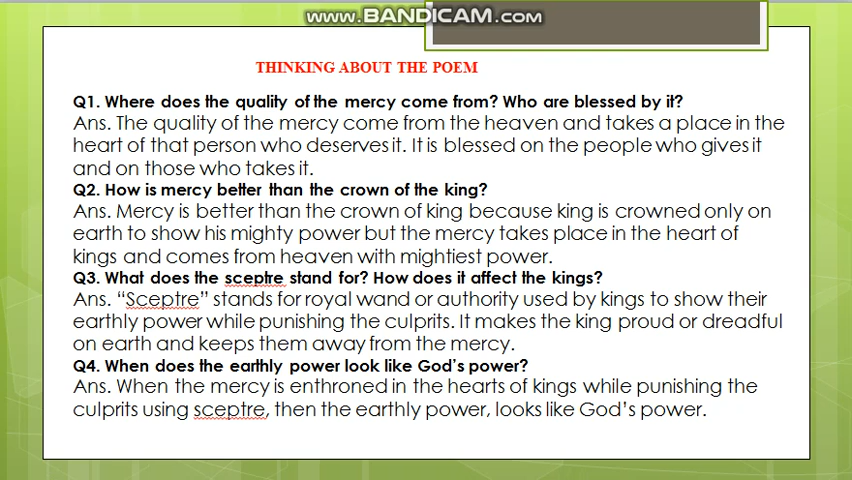 www.BANDICAM.com
THINKING ABOUT THE POEM
Q1. Where does the quality of the mercy come from? Who are blessed by it?
Ans. The quality of the mercy come from the heaven and takes a place in the
heart of that person who deserves it. It is blessed on the people who gives it
and on those who takes it.
Q2. How is mercy better than the crown of the king?
Ans. Mercy is better than the crown of king because king is crowned only on
earth to show his mighty power but the mercy takes place in the heart of
kings and comes from heaven with mightiest power.
Q3. What does the sceptre stand for? How does it affect the kings?
Ans. “Sceptre” stands for royal wand or authority used by kings to show their
earthly power while punishing the culprits. It makes the king proud or dreadful
on earth and keeps them away from the mercy.
Q4. When does the earthly power look like God’s power?
Ans. When the mercy is enthroned in the hearts of kings while punishing the
culprits using sceptre, then the earthly power, looks like God’s power.